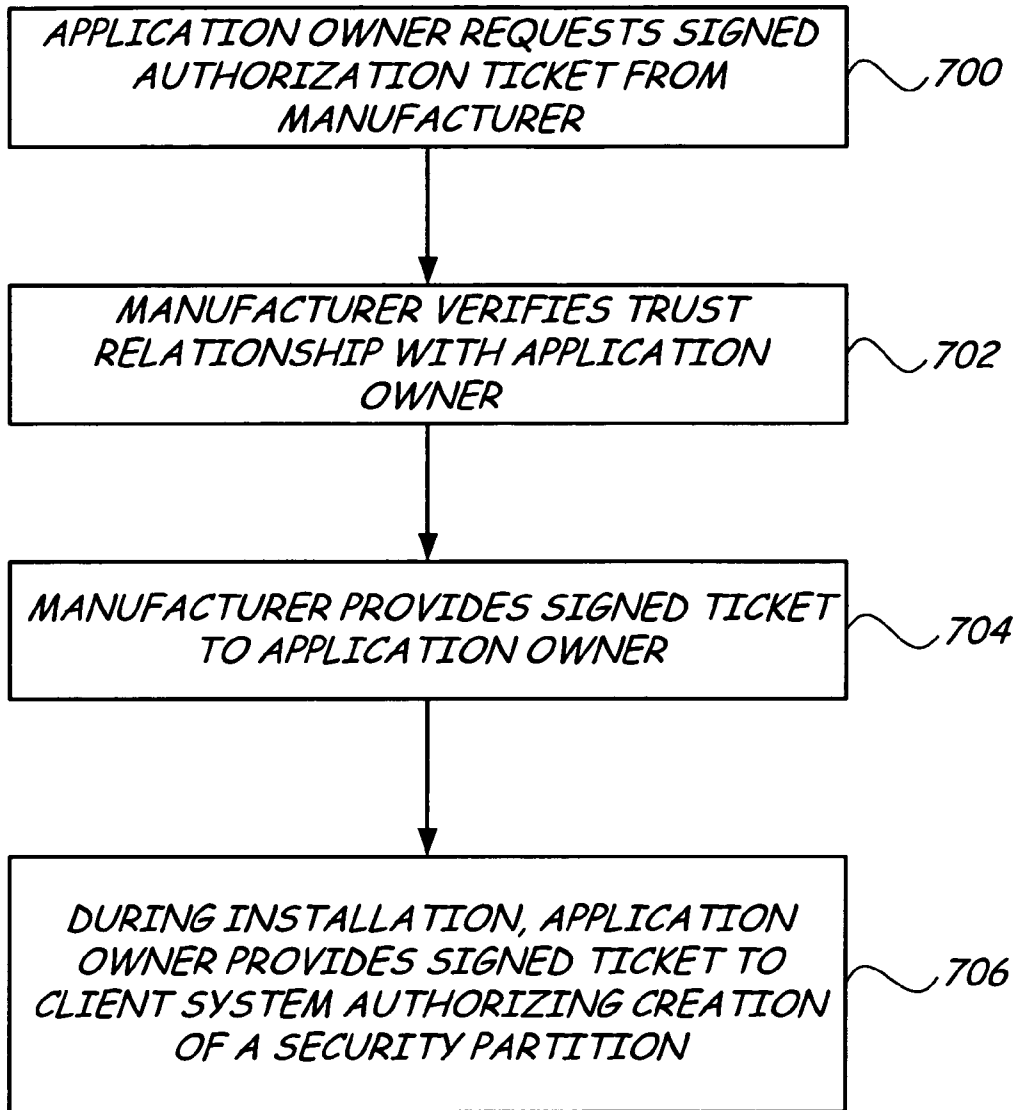 APPLICATION OWNER REQUESTS SIGNED
AUTHORIZATION TICKET FROM
MANUFACTURER
700
MANUFACTURER VERIFIES TRUST
RELATIONSHIP WITH APPLICATION
OWNER
702
MANUFACTURER PROVIDES SIGNED TICKET
TO APPLICATION OWNER
704
DURING INSTALLATION, APPLICATION
OWNER PROVIDES SIGNED TICKET TO
CLIENT SYSTEM AUTHORIZING CREATION
OF A SECURITY PARTITION
706